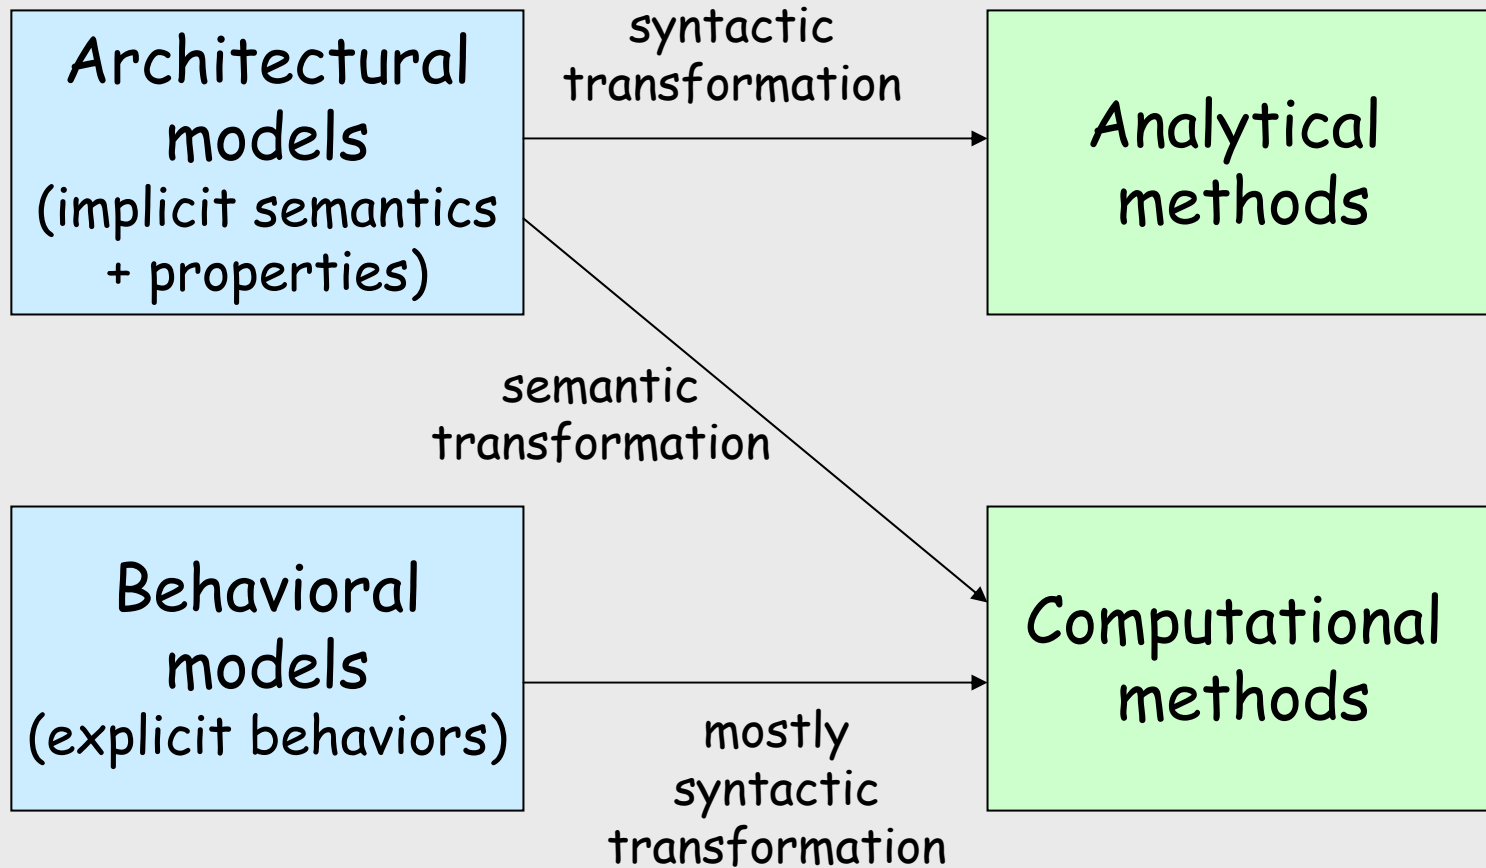 Architectural
models
(implicit semantics
+ properties)
syntactic
transformation
Analytical
methods
semantic
transformation
Behavioral
models
(explicit behaviors)
mostly
syntactic
transformation
Computational
methods